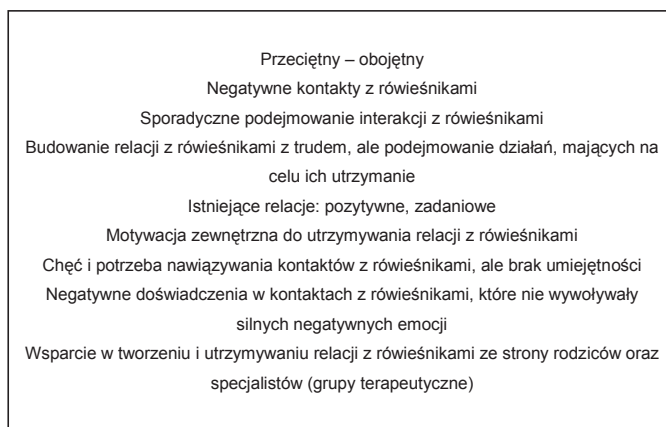 Przeciętny – obojętny
Negatywne kontakty z rówieśnikami
Sporadyczne podejmowanie interakcji z rówieśnikami
Budowanie relacji z rówieśnikami z trudem, ale podejmowanie działań, mających na
celu ich utrzymanie
Istniejące relacje: pozytywne, zadaniowe
Motywacja zewnętrzna do utrzymywania relacji z rówieśnikami
Chęć i potrzeba nawiązywania kontaktów z rówieśnikami, ale brak umiejętności
Negatywne doświadczenia w kontaktach z rówieśnikami, które nie wywoływały
silnych negatywnych emocji
Wsparcie w tworzeniu i utrzymywaniu relacji z rówieśnikami ze strony rodziców oraz
specjalistów (grupy terapeutyczne)